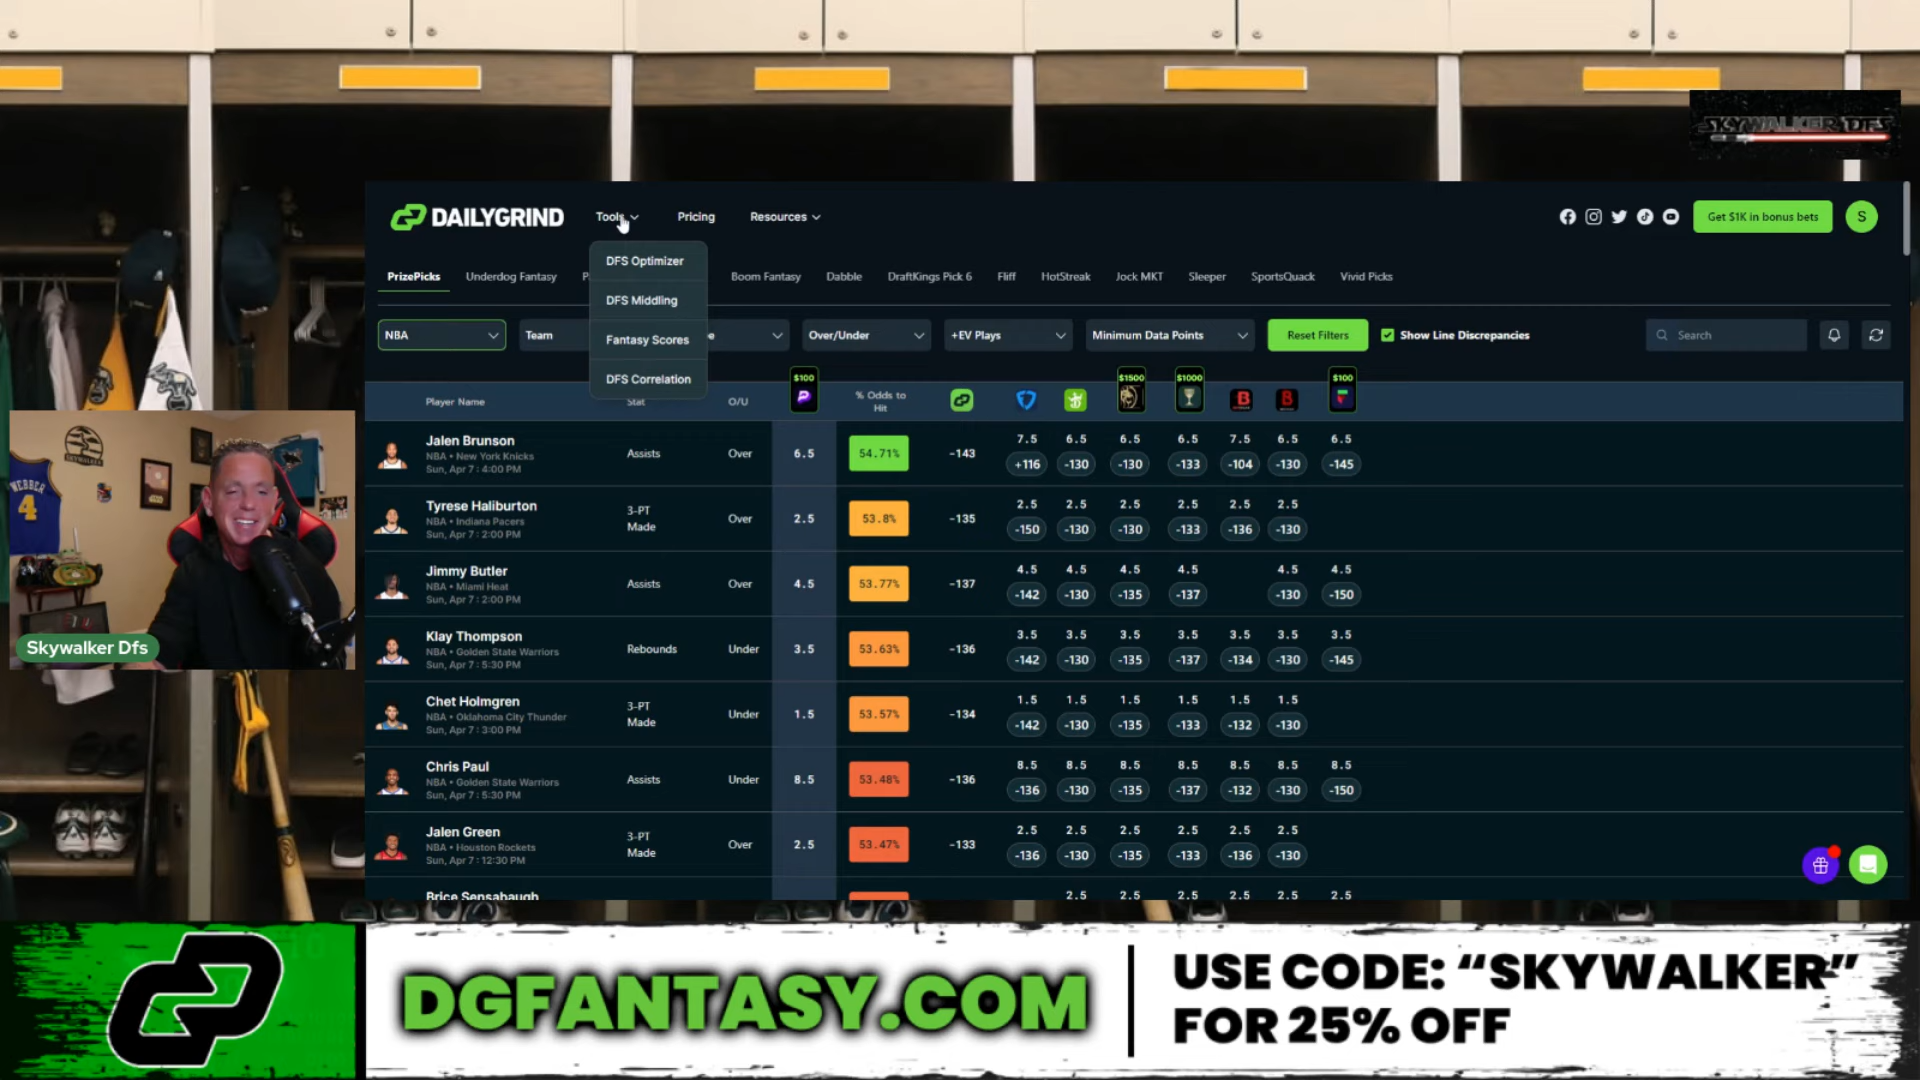 SKYWALKER DFS
DAILYGRIND
Tools
Pricing
Resources
Get $1K in bonus bets
S
DFS Optimizer
DFS Middling
Fantasy Scores
DFS Correlation
PrizePicks
Underdog Fantasy
P
Boom Fantasy
Dabble
DraftKings Pick 6
Fliff
HotStreak
Jock MKT
Sleeper
SportsQuack
Vivid Picks
NBA
Team
e
Over/Under
+EV Plays
Minimum Data Points
Reset Filters
Show Line Discrepancies
Search
Player Name
Stat
O/U
$100
% Odds to
Hit
$1500
$1000
B
B
$100
Jalen Brunson
NBA • New York Knicks
Sun, Apr 7 : 4:00 PM
Assists
Over
6.5
54.71%
-143
7.5 6.5 6.5 6.5 7.5 6.5 6.5
+116 -130 -130 -133 -104 -130 -145
Tyrese Haliburton
NBA • Indiana Pacers
Sun, Apr 7 : 2:00 PM
3-PT
Made
Over
2.5
53.8%
-135
2.5 2.5 2.5 2.5 2.5 2.5
-150 -130 -130 -133 -136 -130
Jimmy Butler
NBA • Miami Heat
Sun, Apr 7 : 2:00 PM
Assists
Over
4.5
53.77%
-137
4.5 4.5 4.5 4.5 4.5 4.5
-142 -130 -135 -137 -130 -150
Klay Thompson
NBA • Golden State Warriors
Sun, Apr 7 : 5:30 PM
Rebounds
Under
3.5
53.63%
-136
3.5 3.5 3.5 3.5 3.5 3.5 3.5
-142 -130 -135 -137 -134 -130 -145
Chet Holmgren
NBA • Oklahoma City Thunder
Sun, Apr 7 : 3:00 PM
3-PT
Made
Under
1.5
53.57%
-134
1.5 1.5 1.5 1.5 1.5 1.5
-142 -130 -135 -133 -132 -130
Chris Paul
NBA • Golden State Warriors
Sun, Apr 7 : 5:30 PM
Assists
Under
8.5
53.48%
-136
8.5 8.5 8.5 8.5 8.5 8.5 8.5
-136 -130 -135 -137 -132 -130 -150
Jalen Green
NBA • Houston Rockets
Sun, Apr 7 : 12:30 PM
3-PT
Made
Over
2.5
53.47%
-133
2.5 2.5 2.5 2.5 2.5 2.5
-136 -130 -135 -133 -136 -130
Brice Sensabaugh
2.5 2.5 2.5 2.5 2.5
WEBBER
4
Skywalker Dfs
DGFANTASY.COM
USE CODE: “SKYWALKER”
FOR 25% OFF